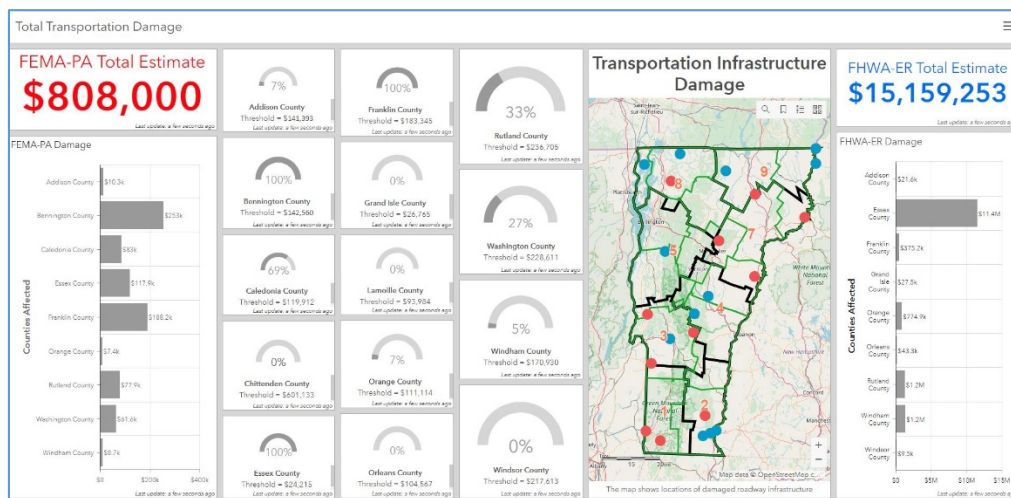 Total Transportation Damage
FEMA-PA Total Estimate
$808,000
Last update: a few seconds ago
FEMA-PA Damage
Counties Affected
Addison County
$10.3k
Bennington County
$253k
Caledonia County
$83k
Essex County
$117.9k
Franklin County
$188.2k
Orange County
$7.4k
Rutland County
$77.9k
Washington County
$61.6k
Windham County
$8.7k
$0
$200k
$400k
Last update: a few seconds ago
7%
Addison County
Threshold = $141,393
Last update: a few seconds ago
100%
Bennington County
Threshold = $142,560
Last update: a few seconds ago
69%
Caledonia County
Threshold = $119,912
Last update: a few seconds ago
0%
Chittenden County
Threshold = $601,133
Last update: a few seconds ago
100%
Essex County
Threshold = $24,215
Last update: a few seconds ago
100%
Franklin County
Threshold = $183,345
Last update: a few seconds ago
0%
Grand Isle County
Threshold = $26,765
Last update: a few seconds ago
0%
Lamoille County
Threshold = $93,984
Last update: a few seconds ago
7%
Orange County
Threshold = $111,114
Last update: a few seconds ago
0%
Orleans County
Threshold = $104,567
Last update: a few seconds ago
33%
Rutland County
Threshold = $236,705
Last update: a few seconds ago
27%
Washington County
Threshold = $228,611
Last update: a few seconds ago
5%
Windham County
Threshold = $170,930
Last update: a few seconds ago
0%
Windsor County
Threshold = $217,613
Last update: a few seconds ago
Transportation Infrastructure
Damage
8
9
7
5
4
3
2
White Mountain
National
Forest
Green Mountain
National
Forest
Concord
+
−
Map data © OpenStreetMap c...
The map shows locations of damaged roadway infrastructure
FHWA-ER Total Estimate
$15,159,253
Last update: a few seconds ago
FHWA-ER Damage
Counties Affected
Addison
County
$21.6k
Essex
County
$11.4M
Franklin
County
$375.2k
Grand
Isle
County
$27.5k
Orange
County
$774.9k
Orleans
County
$43.3k
Rutland
County
$1.2M
Windham
County
$1.2M
Windsor
County
$9.5k
$0
$5M
$10M
$15M
Last update: a few seconds ago